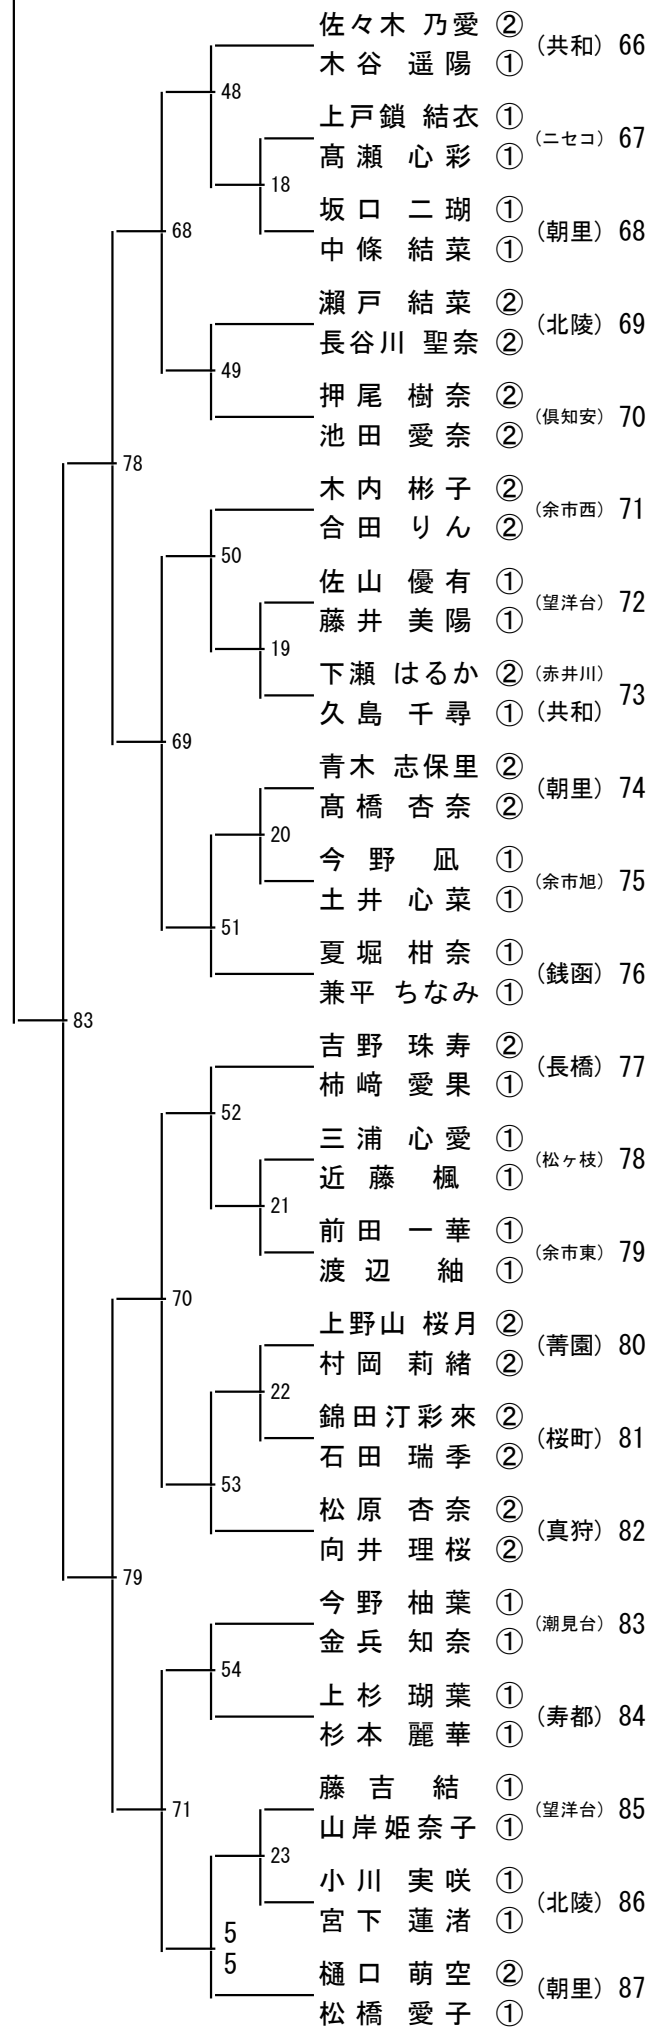 佐々木 乃愛 ②
(共和) 66
木谷 遥陽 ①
48
上戸鎖 結衣 ①
(ニセコ) 67
髙瀬 心彩 ①
18
坂口 二瑚 ①
(朝里) 68
中條 結菜 ①
68
瀬戸 結菜 ②
(北陵) 69
長谷川 聖奈 ②
49
押尾 樹奈 ②
(倶知安) 70
池田 愛奈 ②
78
木内 彬子 ②
(余市西) 71
合田 りん ②
50
佐山 優有 ①
(望洋台) 72
藤井 美陽 ①
19
下瀬 はるか ② (赤井川)
73
久島 千尋 ① (共和)
69
青木 志保里 ②
(朝里) 74
髙橋 杏奈 ②
20
今野 凪 ①
(余市旭) 75
土井 心菜 ①
51
夏堀 柑奈 ①
(銭函) 76
兼平 ちなみ ①
83
吉野 珠寿 ②
(長橋) 77
柿﨑 愛果 ①
52
三浦 心愛 ①
(松ヶ枝) 78
近藤 楓 ①
21
前田 一華 ①
(余市東) 79
渡辺 紬 ①
70
上野山 桜月 ②
(菁園) 80
村岡 莉緒 ②
22
錦田汀彩來 ②
(桜町) 81
石田 瑞季 ②
53
松原 杏奈 ②
(真狩) 82
向井 理桜 ②
79
今野 柚葉 ①
(潮見台) 83
金兵 知奈 ①
54
上杉 瑚葉 ①
(寿都) 84
杉本 麗華 ①
71
藤吉 結 ①
(望洋台) 85
山岸姫奈子 ①
23
小川 実咲 ①
(北陵) 86
宮下 蓮渚 ①
5
5
樋口 萌空 ②
(朝里) 87
松橋 愛子 ①